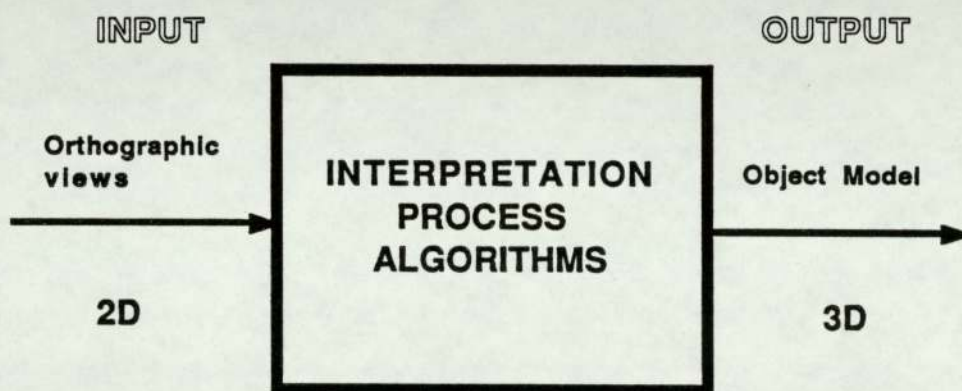 INPUT
OUTPUT
Orthographic
views
INTERPRETATION
PROCESS
ALGORITHMS
Object Model
2D
3D